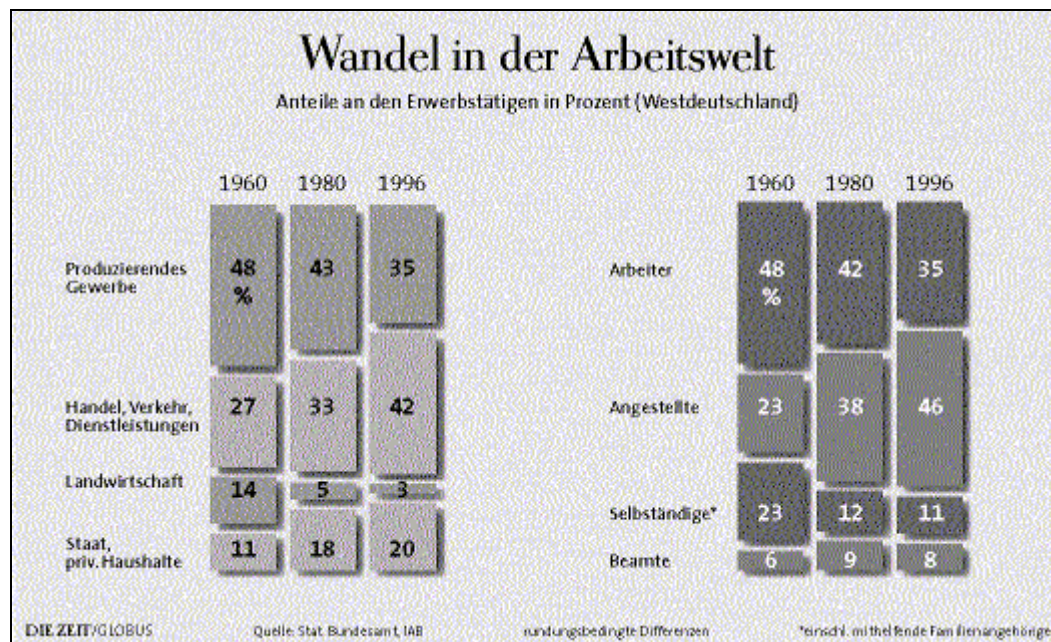 Wandel in der Arbeitswelt
Anteile an den Erwerbstätigen in Prozent (Westdeutschland)
1960 1980 1996
Produzierendes
Gewerbe
48
%
43
35
Handel, Verkehr,
Dienstleistungen
27
33
42
Landwirtschaft
14
5
3
Staat,
priv. Haushalte
11
18
20
1960 1980 1996
Arbeiter
48
%
42
35
Angestellte
23
38
46
Selbständige*
23
12
11
Beamte
6
9
8
DIE ZEIT/GLOBUS
Quelle: Stat. Bundesamt, IAB
rundungsbedingte Differenzen
*einschl. mithelfende Familienangehörige